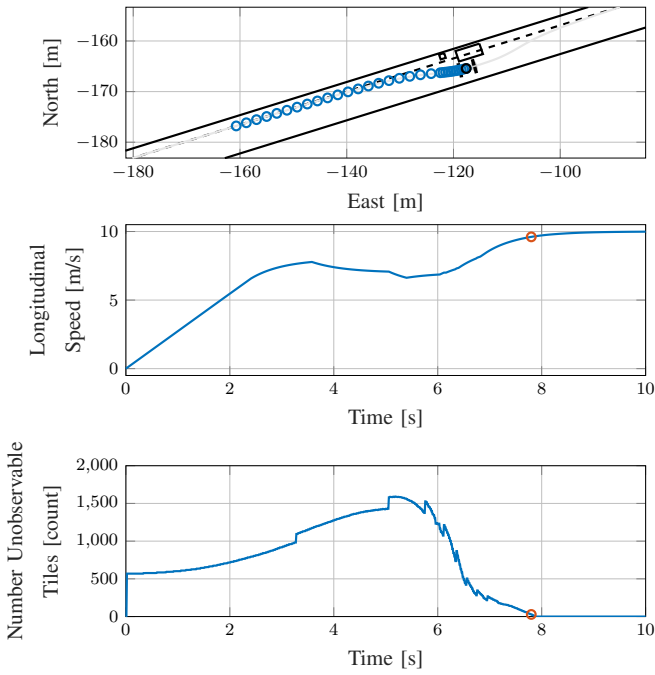 −160
−170
−180
North [m]
−180 −160 −140 −120 −100
East [m]
10
5
0
Longitudinal
Speed [m/s]
0 2 4 6 8 10
Time [s]
2,000
1,500
1,000
500
0
Number Unobservable
Tiles [count]
0 2 4 6 8 10
Time [s]